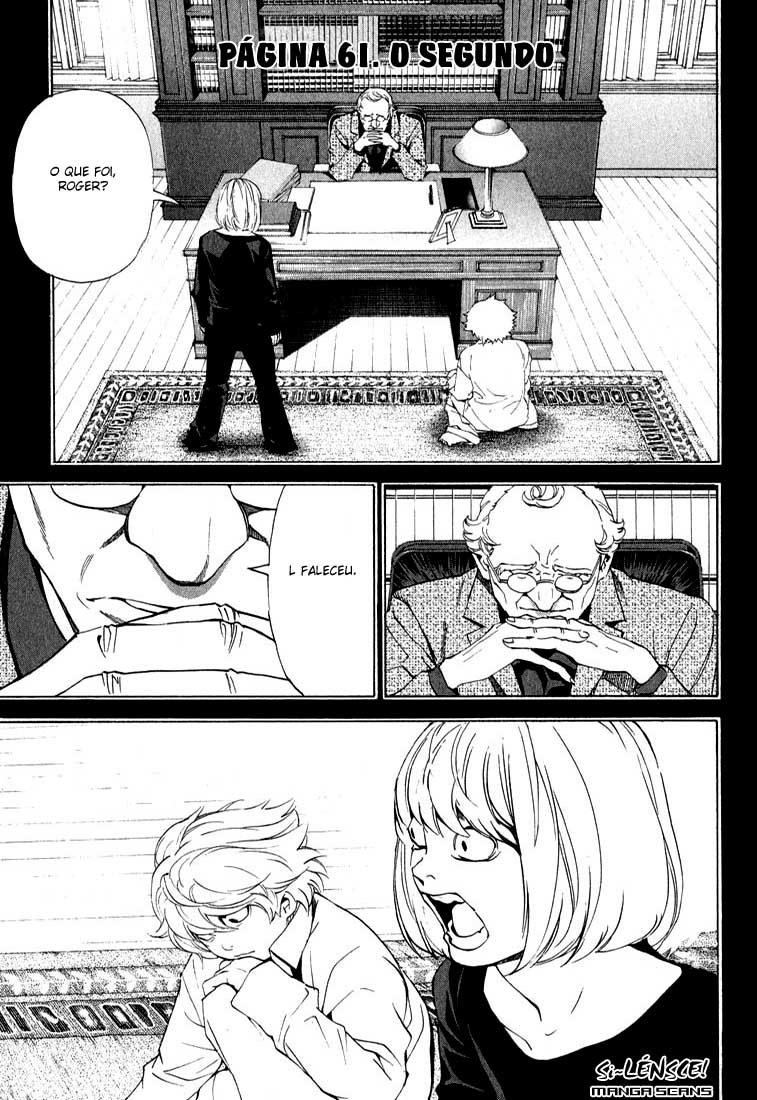 PÁGINA 61. O SEGUNDO
O QUE FOI,
ROGER?
L FALECEU.
Si~LÉNSCE!
MANGA SCANS